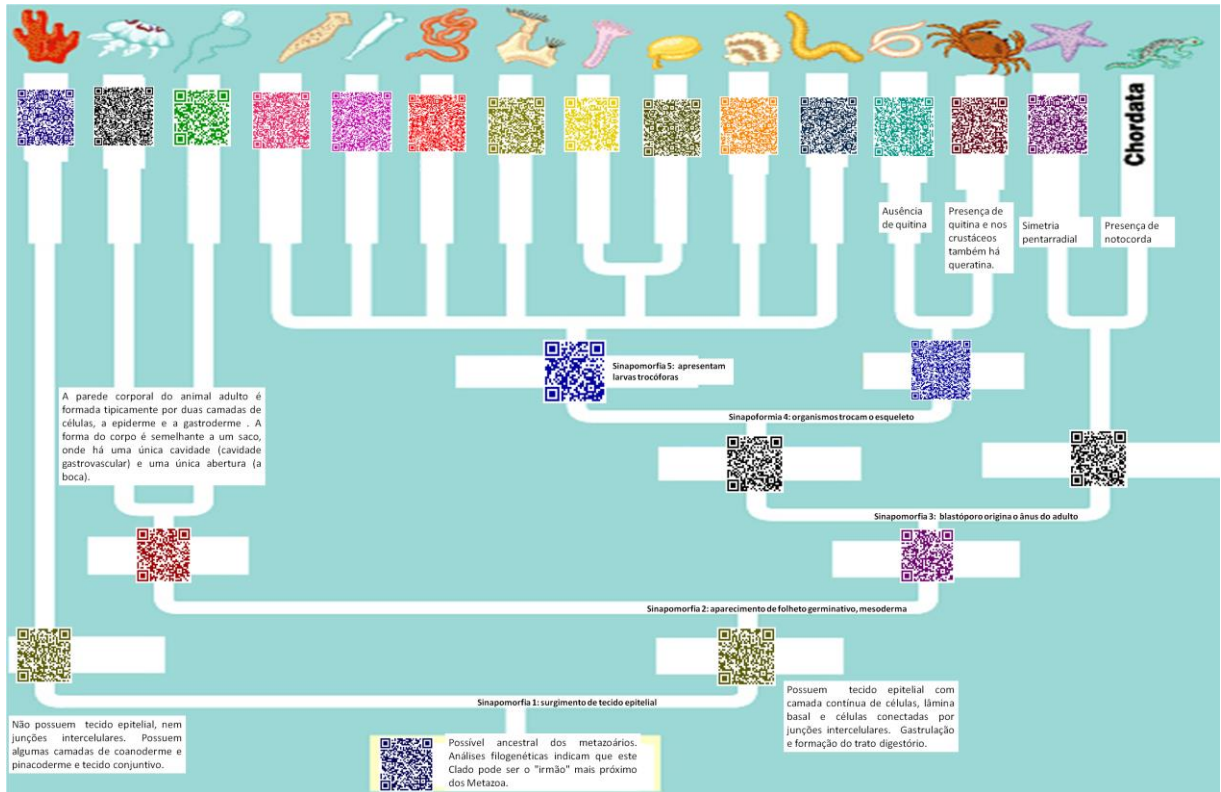 Chordata
Ausência
de quitina
Presença de
quitina e nos
crustáceos
também há
queratina.
Simetria
pentarradial
Presença de
notocorda
Sinapomorfia 5: apresentam
larvas trocóforas
A parede corporal do animal adulto é
formada tipicamente por duas camadas de
células, a epiderme e a gastroderme . A
forma do corpo é semelhante a um saco,
onde há uma única cavidade (cavidade
gastrovascular) e uma única abertura (a
boca).
Sinapoformia 4: organismos trocam o esqueleto
Sinapomorfia 3: blastóporo origina o ânus do adulto
Sinapomorfia 2: aparecimento de folheto germinativo, mesoderma
Sinapomorfia 1: surgimento de tecido epitelial
Não possuem tecido epitelial, nem
junções intercelulares. Possuem
algumas camadas de coanoderme e
pinacoderme e tecido conjuntivo.
Possível ancestral dos metazoários.
Análises filogenéticas indicam que este
Clado pode ser o "irmão" mais próximo
dos Metazoa.
Possuem tecido epitelial com
camada contínua de células, lâmina
basal e células conectadas por
junções intercelulares. Gastrulação
e formação do trato digestório.